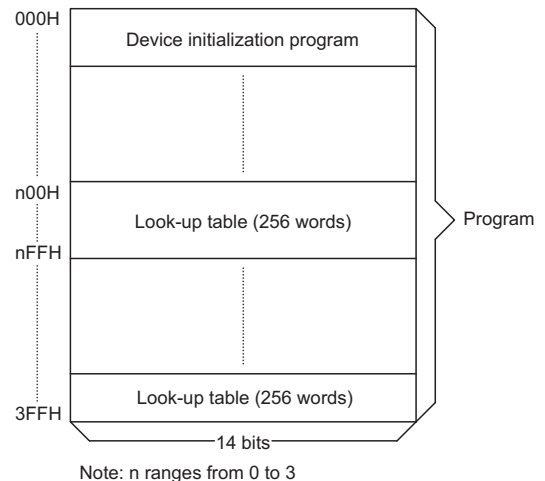 000H
Device initialization program
n00H
Look-up table (256 words)
nFFH
Program
Look-up table (256 words)
3FFH
14 bits
Note: n ranges from 0 to 3